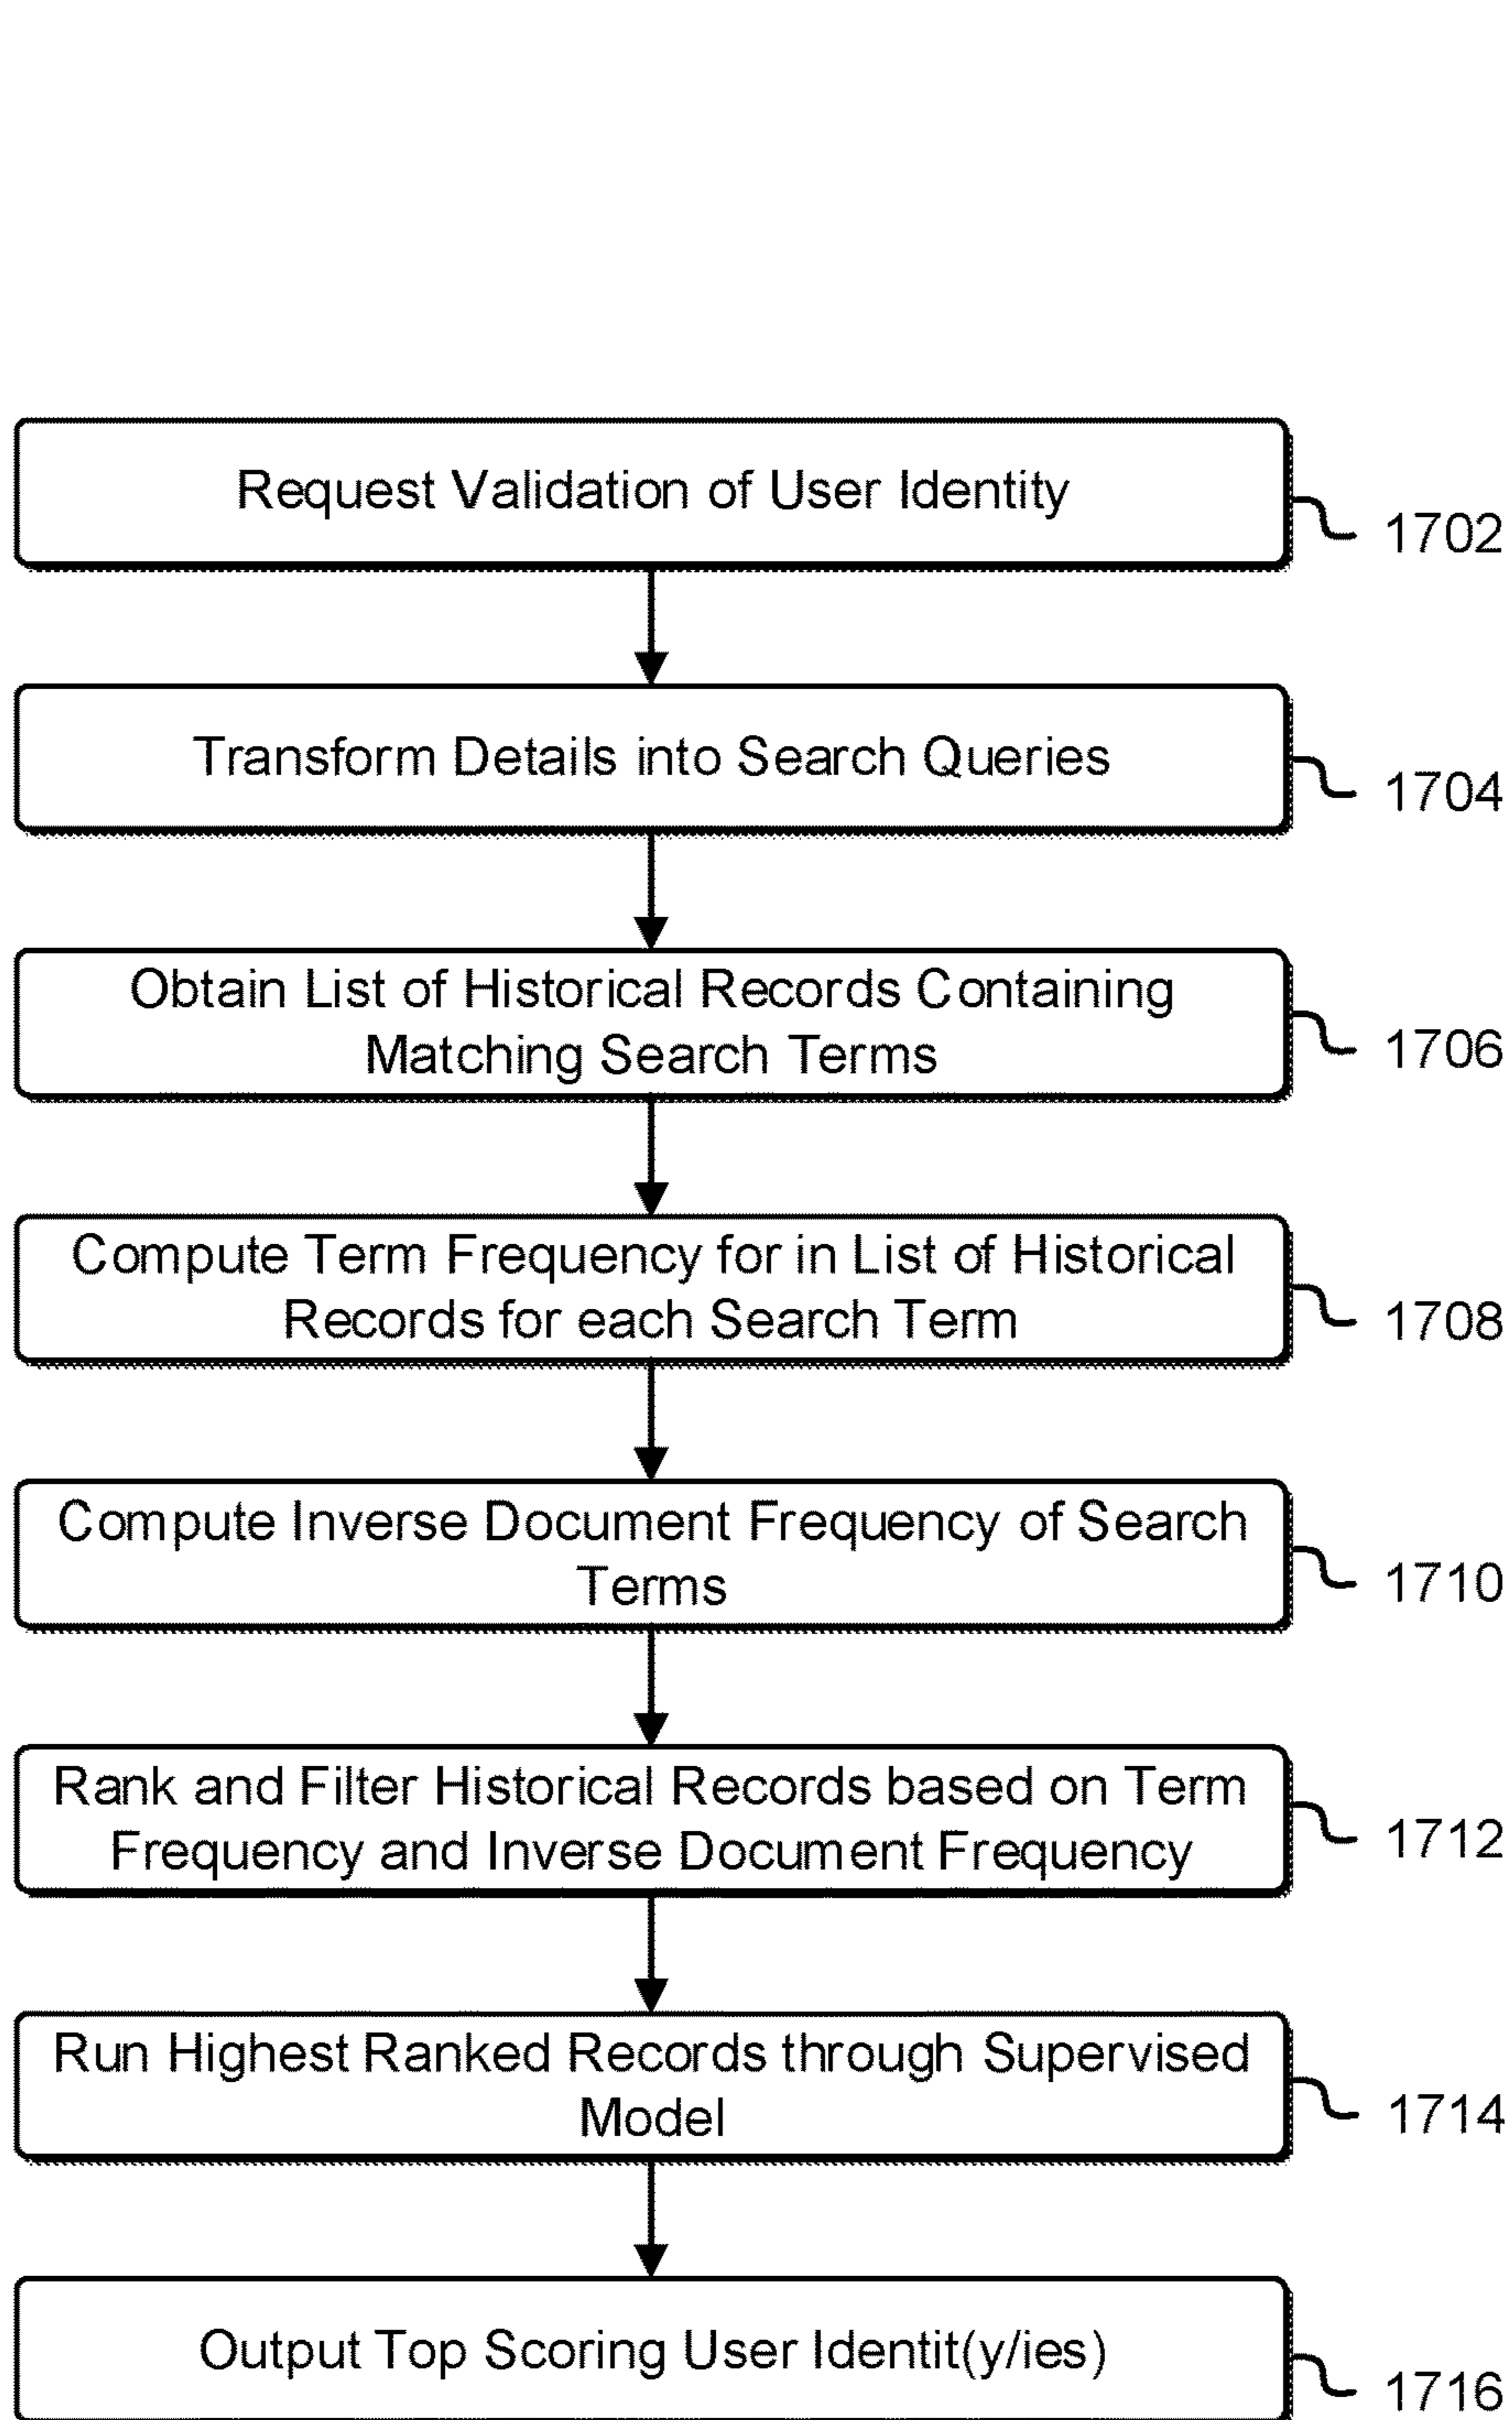 Request Validation of User Identity
1702
Transform Details into Search Queries
1704
Obtain List of Historical Records Containing
Matching Search Terms
1706
Compute Term Frequency for in List of Historical
Records for each Search Term
1708
Compute Inverse Document Frequency of Search
Terms
1710
Rank and Filter Historical Records based on Term
Frequency and Inverse Document Frequency
1712
Run Highest Ranked Records through Supervised
Model
1714
Output Top Scoring User Identit(y/ies)
1716